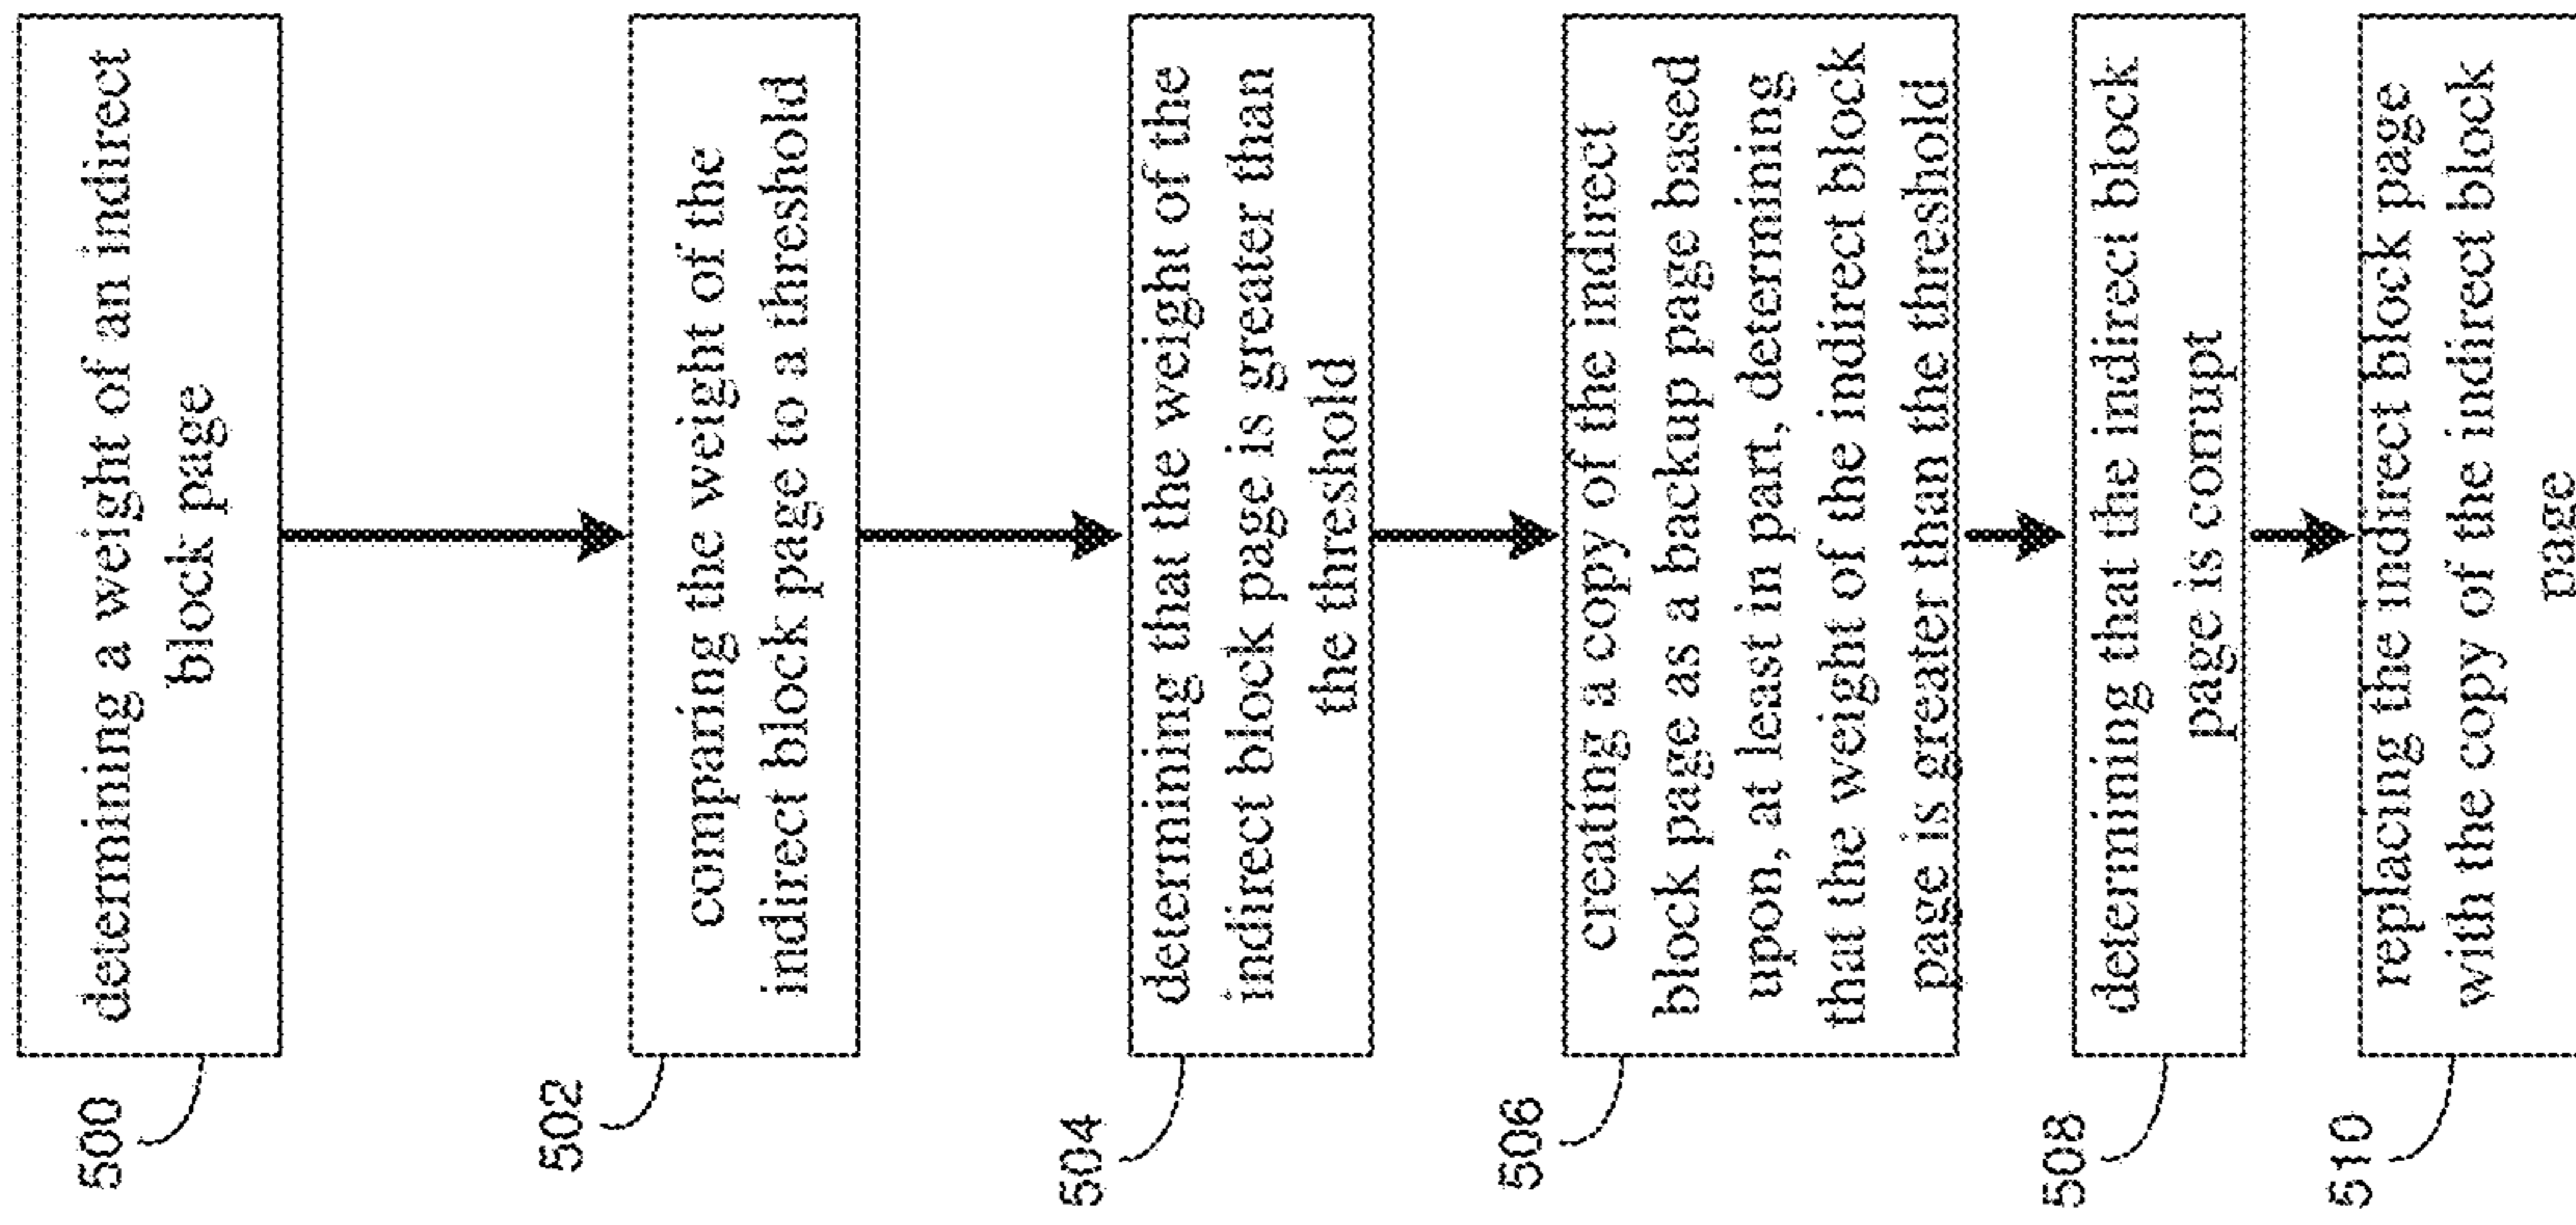 500
determining a weight of an indirect
block page
502
comparing the weight of the
indirect block page to a threshold
504
determining that the weight of the
indirect block page is greater than
the threshold
506
creating a copy of the indirect
block page as a backup page based
upon, at least in part, determining
that the weight of the indirect block
page is greater than the threshold
508
determining that the indirect block
page is corrupt
510
replacing the indirect block page
with the copy of the indirect block
page